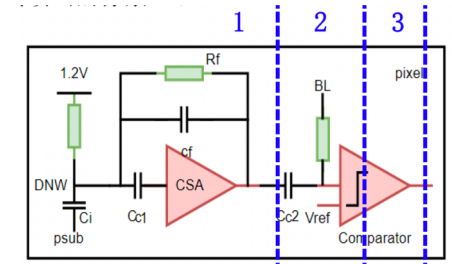 1 2 3
Rf
1.2V
pixel
BL
cf
DNW
CSA
Ci
Cc1
Cc2
Vref
psub
Comparator